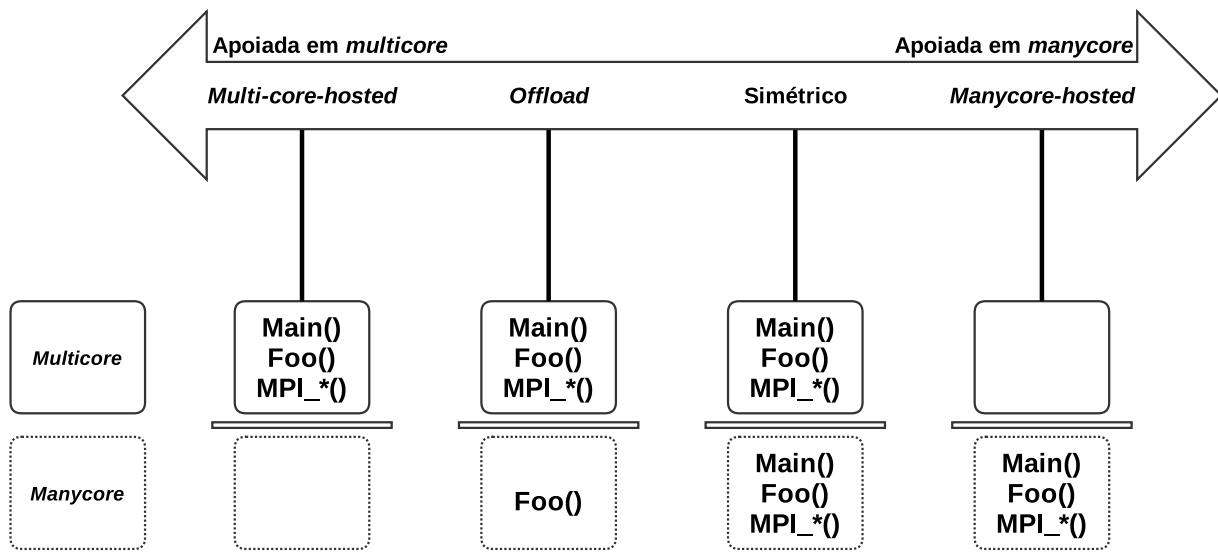 Apoiada em multicore
Apoiada em manycore
Multi-core-hosted
Offload
Simétrico
Manycore-hosted
Multicore
Main()
Foo()
MPI_*()
Main()
Foo()
MPI_*()
Main()
Foo()
MPI_*()
Manycore
Foo()
Main()
Foo()
MPI_*()
Main()
Foo()
MPI_*()